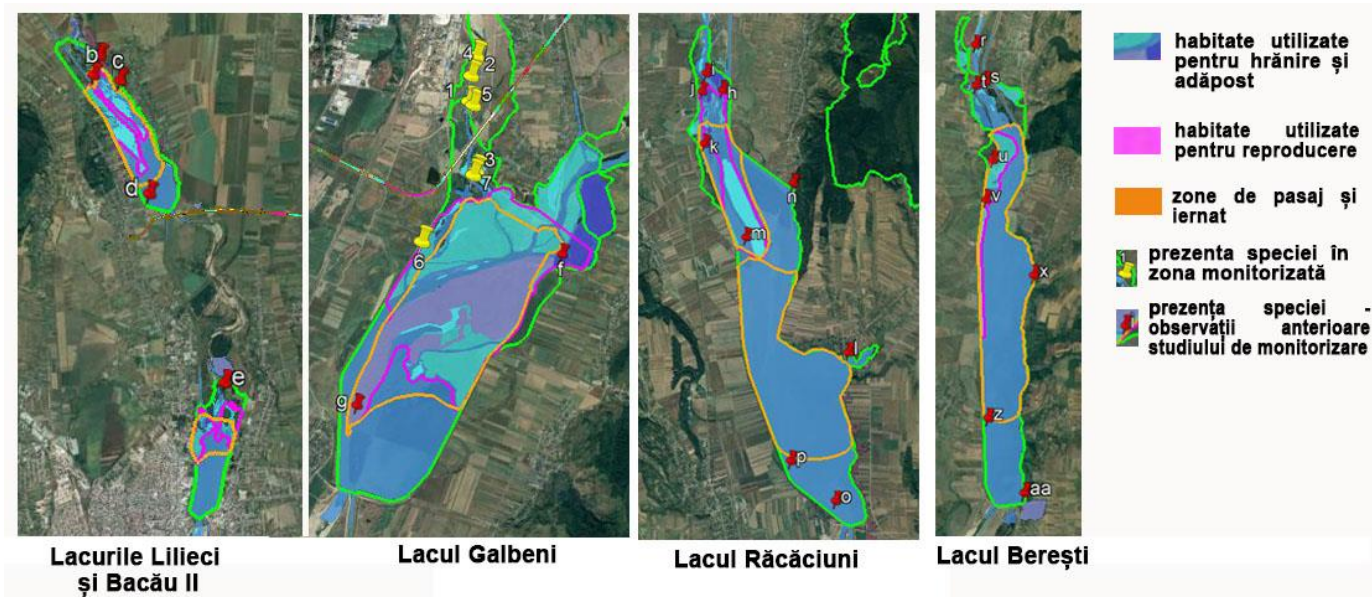 b
c
d
e
Lacurile Lilieci
și Bacău II
4
2
1
5
3
7
6
f
g
Lacul Galbeni
i
j
h
k
n
m
l
p
o
Lacul Răcăciuni
r
s
t
u
v
x
z
aa
Lacul Berești
habitate utilizate
pentru hrănire și
adăpost
habitate utilizate
pentru reproducere
zone de pasaj și
iernat
1
prezenta speciei în
zona monitorizată
prezența speciei -
observații anterioare
studiului de monitorizare